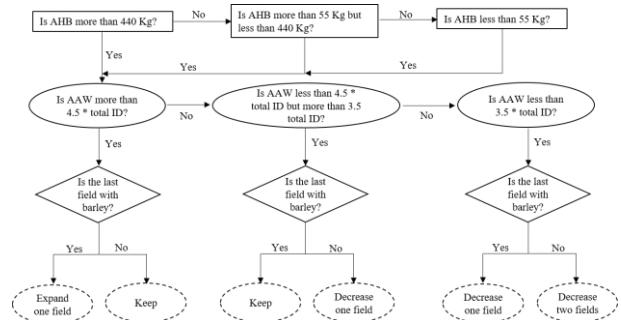 Is AHB more than 440 Kg?
No
Is AHB more than 55 Kg but
less than 440 Kg?
No
Is AHB less than 55 Kg?
Yes
Yes
Yes
Is AAW more than
4.5 * total ID?
No
Is AAW less than 4.5 *
total ID but more than 3.5
total ID?
No
Is AAW less than
3.5 * total ID?
Yes
Yes
Yes
Is the last
field with
barley?
Is the last
field with
barley?
Is the last
field with
barley?
Yes
No
Yes
No
Yes
No
Expand
one field
Keep
Keep
Decrease
one field
Decrease
one field
Decrease
two fields